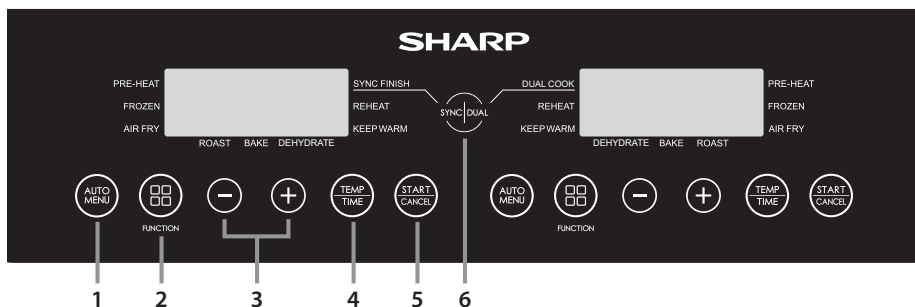 SHARP
PRE-HEAT
SYNC FINISH
DUAL COOK
PRE-HEAT
FROZEN
REHEAT
SYNC DUAL
REHEAT
FROZEN
AIR FRY
KEEP WARM
KEEP WARM
AIR FRY
ROAST BAKE DEHYDRATE
DEHYDRATE BAKE ROAST
AUTO
MENU
FUNCTION
−
+
TEMP
TIME
START
CANCEL
AUTO
MENU
FUNCTION
−
+
TEMP
TIME
START
CANCEL
1 2 3 4 5 6